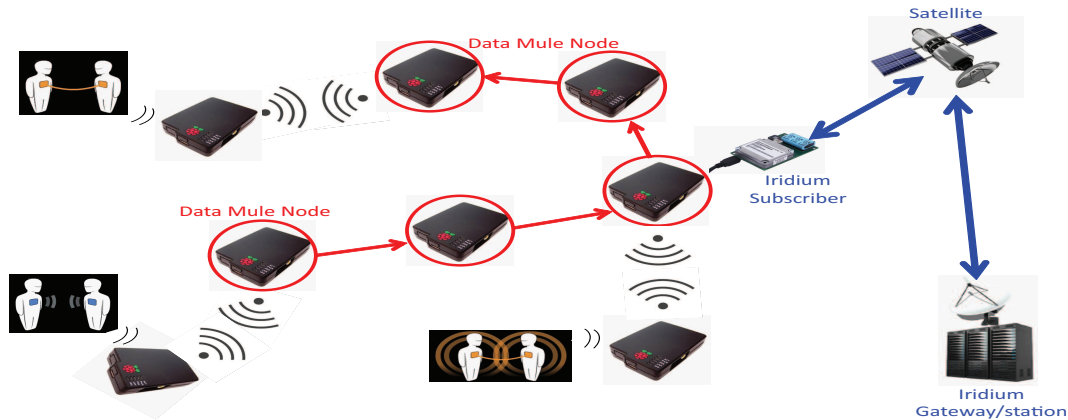 Satellite
Data Mule Node
Iridium
Subscriber
Data Mule Node
Iridium
Gateway/station